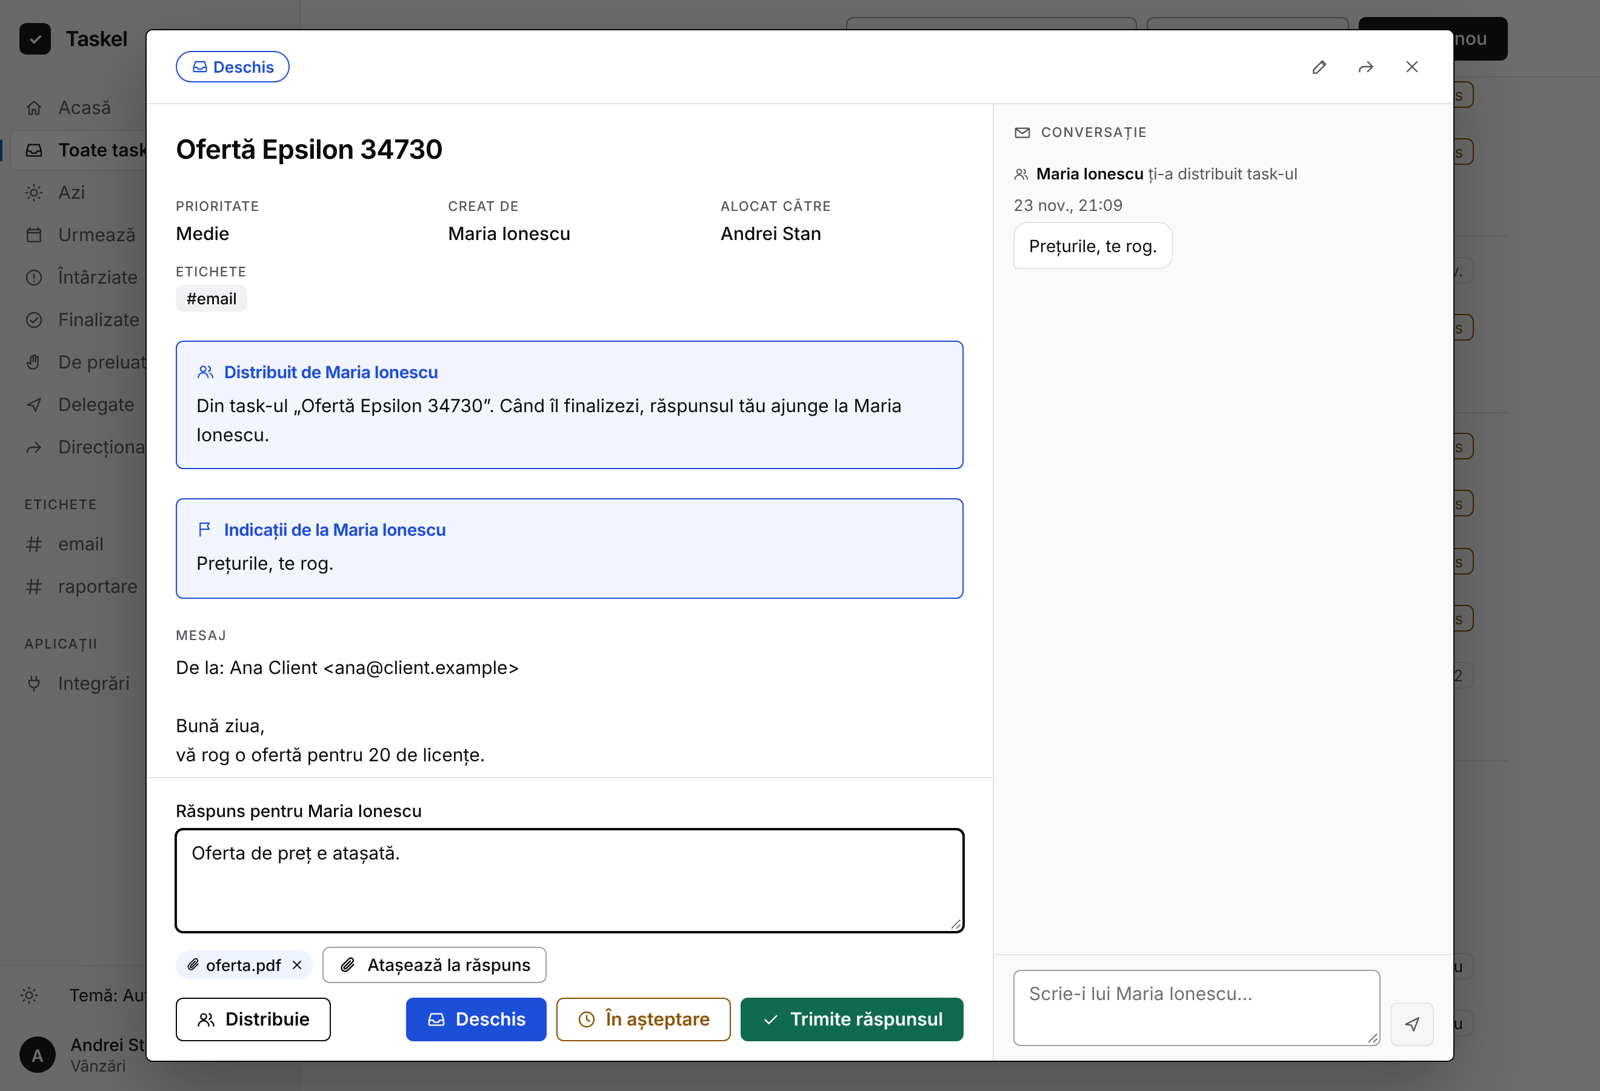 Taskel
nou
Acasă
Toate task
Azi
Urmează
Întârziate
Finalizate
De preluat
Delegate
Direcționa
ETICHETE
# email
# raportare
APLICAȚII
Integrări
Temă: Au
A
Andrei St
Vânzări
Deschis
Ofertă Epsilon 34730
PRIORITATE
Medie
CREAT DE
Maria Ionescu
ALOCAT CĂTRE
Andrei Stan
ETICHETE
#email
Distribuit de Maria Ionescu
Din task-ul „Ofertă Epsilon 34730”. Când îl finalizezi, răspunsul tău ajunge la Maria
Ionescu.
Indicații de la Maria Ionescu
Prețurile, te rog.
MESAJ
De la: Ana Client <ana@client.example>
Bună ziua,
vă rog o ofertă pentru 20 de licențe.
Răspuns pentru Maria Ionescu
Oferta de preț e atașată.
oferta.pdf
Atașează la răspuns
Distribuie
Deschis
În așteptare
Trimite răspunsul
CONVERSAȚIE
Maria Ionescu ți-a distribuit task-ul
23 nov., 21:09
Prețurile, te rog.
Scrie-i lui Maria Ionescu...